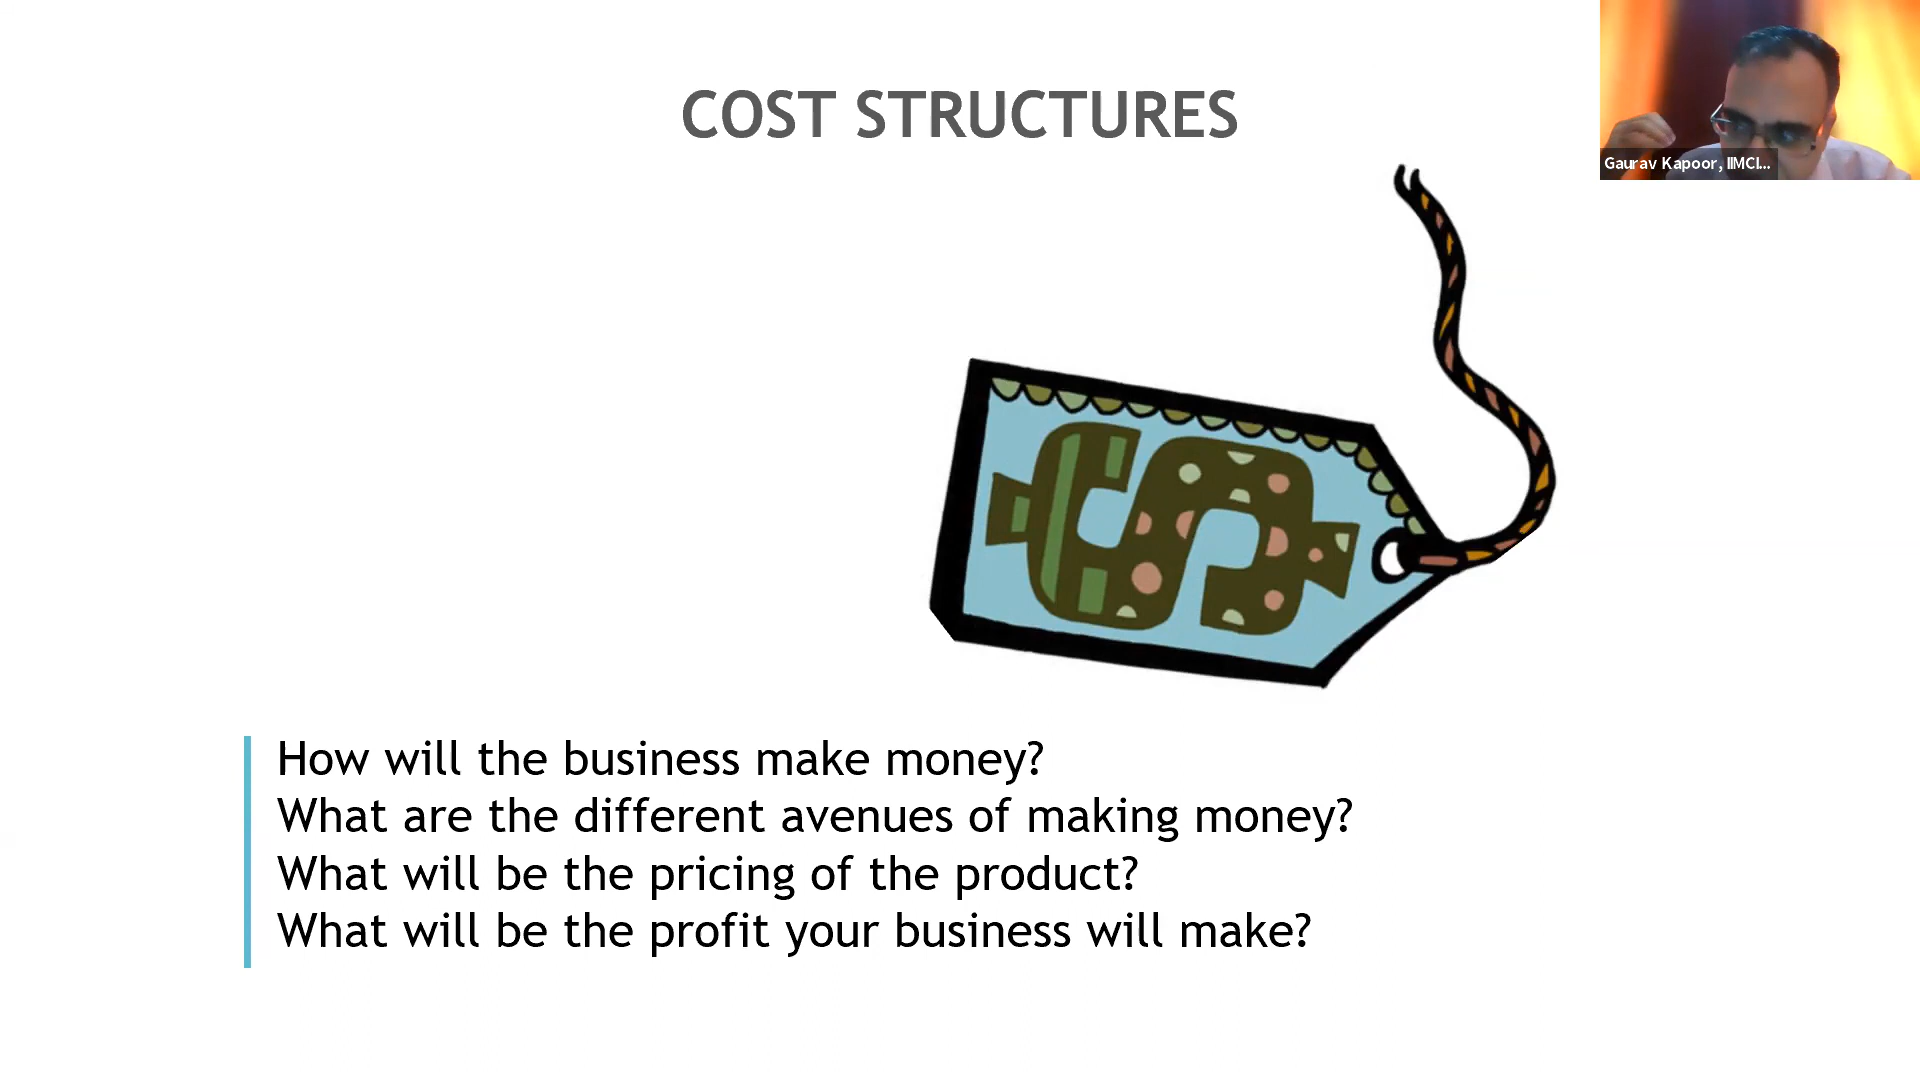 COST STRUCTURES
Gaurav Kapoor, IIMCI...
How will the business make money?
What are the different avenues of making money?
What will be the pricing of the product?
What will be the profit your business will make?